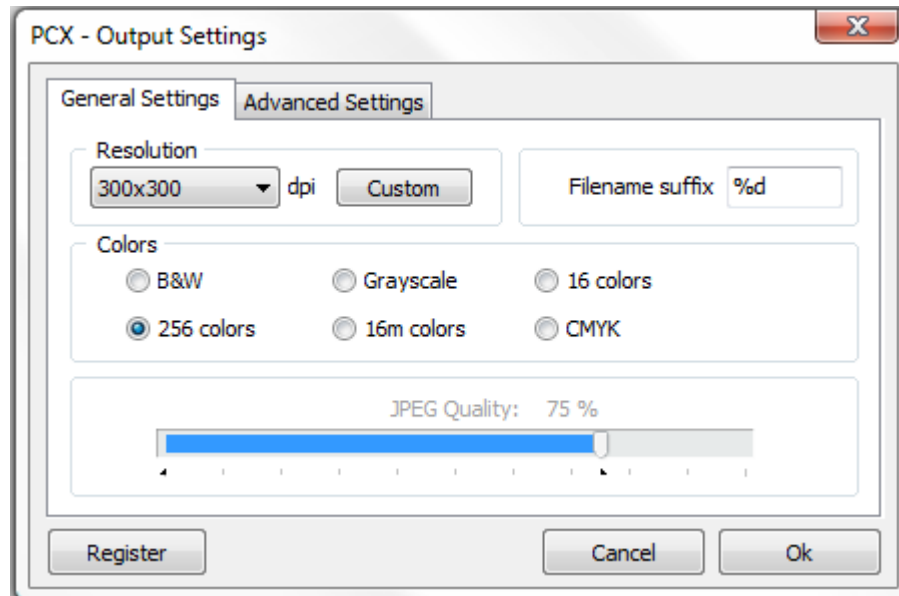 PCX - Output Settings
General Settings Advanced Settings
Resolution
300x300 dpi Custom Filename suffix %d
Colors
B&W Grayscale 16 colors
256 colors 16m colors CMYK
JPEG Quality: 75 %
Register Cancel Ok